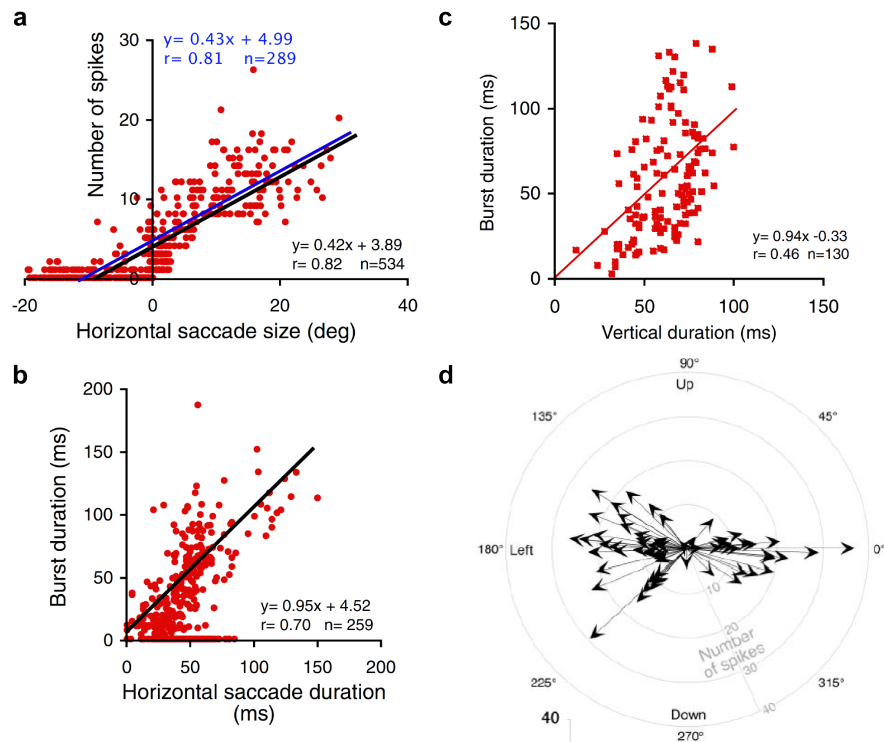 a
y= 0.43x + 4.99
r= 0.81 n=289
Number of spikes
30
20
10
0
-20
0
20
40
y= 0.42x + 3.89
r= 0.82 n=534
Horizontal saccade size (deg)
b
Burst duration (ms)
200
150
100
50
0
0
50
100
150
200
y= 0.95x + 4.52
r= 0.70 n= 259
Horizontal saccade duration
(ms)
c
Burst duration (ms)
150
100
50
0
0
50
100
150
y= 0.94x -0.33
r= 0.46 n=130
Vertical duration (ms)
d
90°
Up
135°
45°
180°
Left
0°
10
20
30
40
Number
of spikes
225°
315°
Down
270°
40